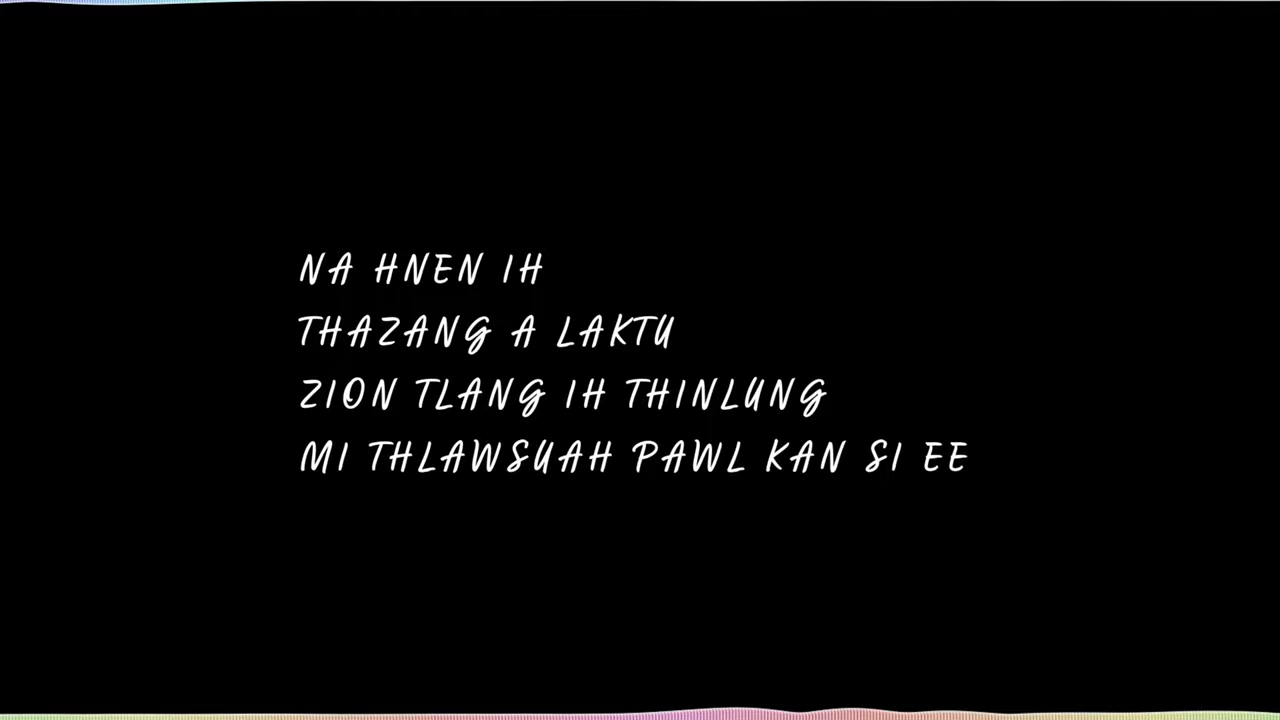 NA HNEN IH
THAZANG A LAKTU
ZION TLANG IH THINLUNG
MI THLAWSUAH PAWL KAN SI EE